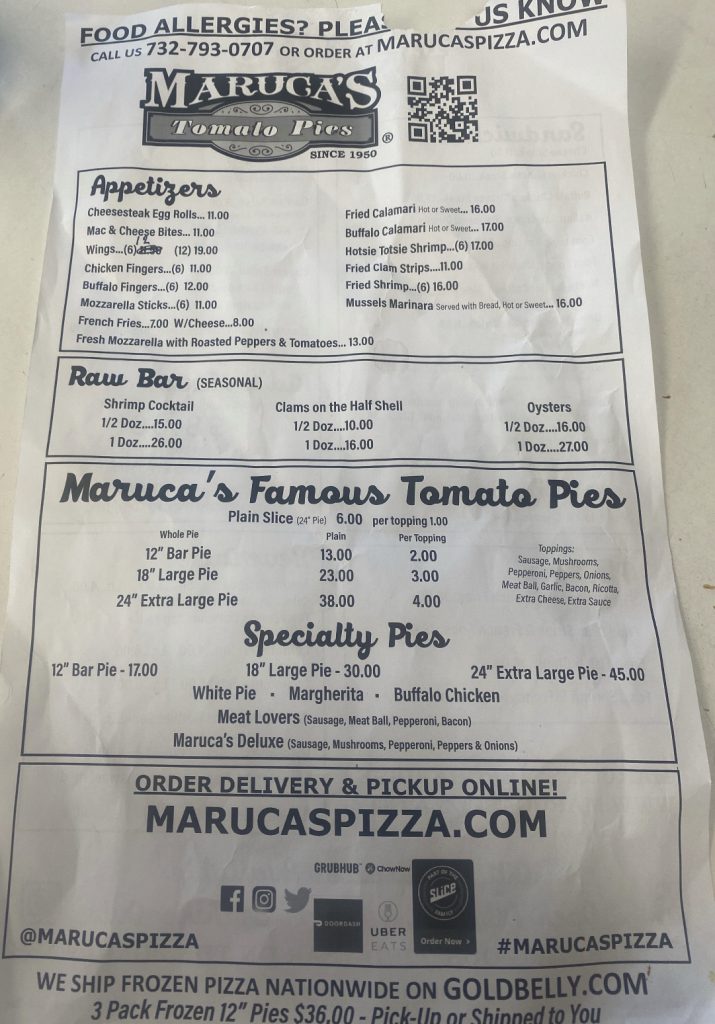 FOOD ALLERGIES? PLEAS US KNOW
CALL US 732-793-0707 OR ORDER AT MARUCASPIZZA.COM
MARUCA'S
Tomato Pies
®
SINCE 1950
Appetizers
Cheesesteak Egg Rolls... 11.00
Mac & Cheese Bites... 11.00
Wings...(6) 12 (12) 19.00
Chicken Fingers...(6) 11.00
Buffalo Fingers...(6) 12.00
Mozzarella Sticks...(6) 11.00
French Fries...7.00 W/Cheese...8.00
Fresh Mozzarella with Roasted Peppers & Tomatoes... 13.00
Fried Calamari Hot or Sweet... 16.00
Buffalo Calamari Hot or Sweet... 17.00
Hotsie Totsie Shrimp...(6) 17.00
Fried Clam Strips....11.00
Fried Shrimp...(6) 16.00
Mussels Marinara Served with Bread, Hot or Sweet... 16.00
Raw Bar (SEASONAL)
Shrimp Cocktail
1/2 Doz....15.00
1 Doz....26.00
Clams on the Half Shell
1/2 Doz....10.00
1 Doz....16.00
Oysters
1/2 Doz....16.00
1 Doz....27.00
Maruca's Famous Tomato Pies
Plain Slice (24" Pie) 6.00 per topping 1.00
Whole Pie Plain Per Topping
12" Bar Pie 13.00 2.00
18" Large Pie 23.00 3.00
24" Extra Large Pie 38.00 4.00
Toppings:
Sausage, Mushrooms,
Pepperoni, Peppers, Onions,
Meat Ball, Garlic, Bacon, Ricotta,
Extra Cheese, Extra Sauce
Specialty Pies
12" Bar Pie - 17.00 18" Large Pie - 30.00 24" Extra Large Pie - 45.00
White Pie • Margherita • Buffalo Chicken
Meat Lovers (Sausage, Meat Ball, Pepperoni, Bacon)
Maruca's Deluxe (Sausage, Mushrooms, Pepperoni, Peppers & Onions)
ORDER DELIVERY & PICKUP ONLINE!
MARUCASPIZZA.COM
GRUBHUB ChowNow
DOORDASH
UBER
EATS
PART OF THE
SLICE
FAMILY
Order Now >
@MARUCASPIZZA
#MARUCASPIZZA
WE SHIP FROZEN PIZZA NATIONWIDE ON GOLDBELLY.COM
3 Pack Frozen 12" Pies $36.00 - Pick-Up or Shipped to You